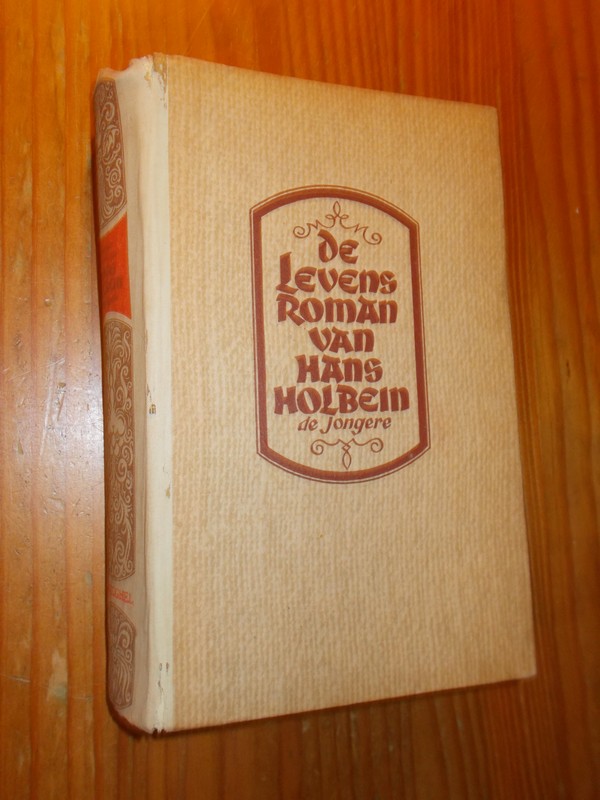 De
Levens
Roman
van
Hans
Holbein
de Jongere